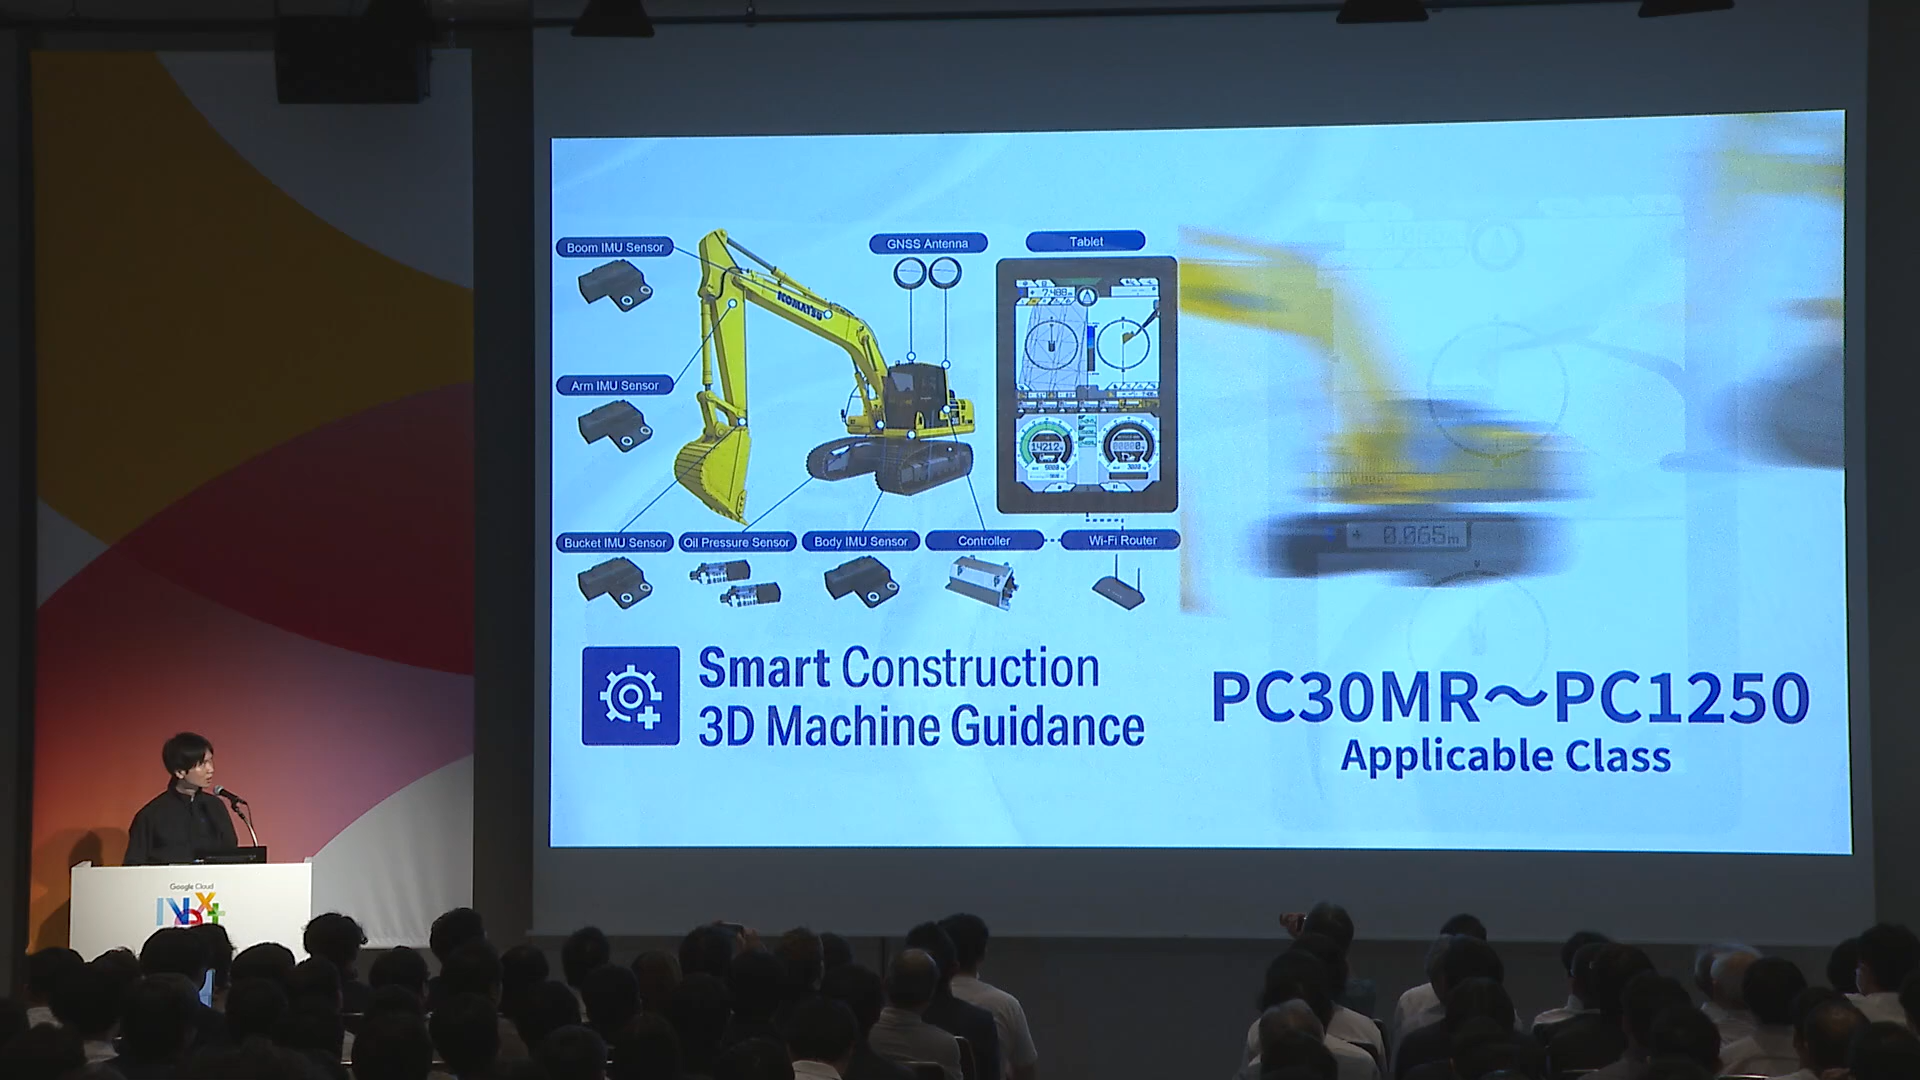 Boom IMU Sensor
GNSS Antenna
Tablet
KOMATSU
Arm IMU Sensor
Bucket IMU Sensor
Oil Pressure Sensor
Body IMU Sensor
Controller
Wi-Fi Router
+ 0.065m
Smart Construction
3D Machine Guidance
PC30MR～PC1250
Applicable Class
Google Cloud
Next